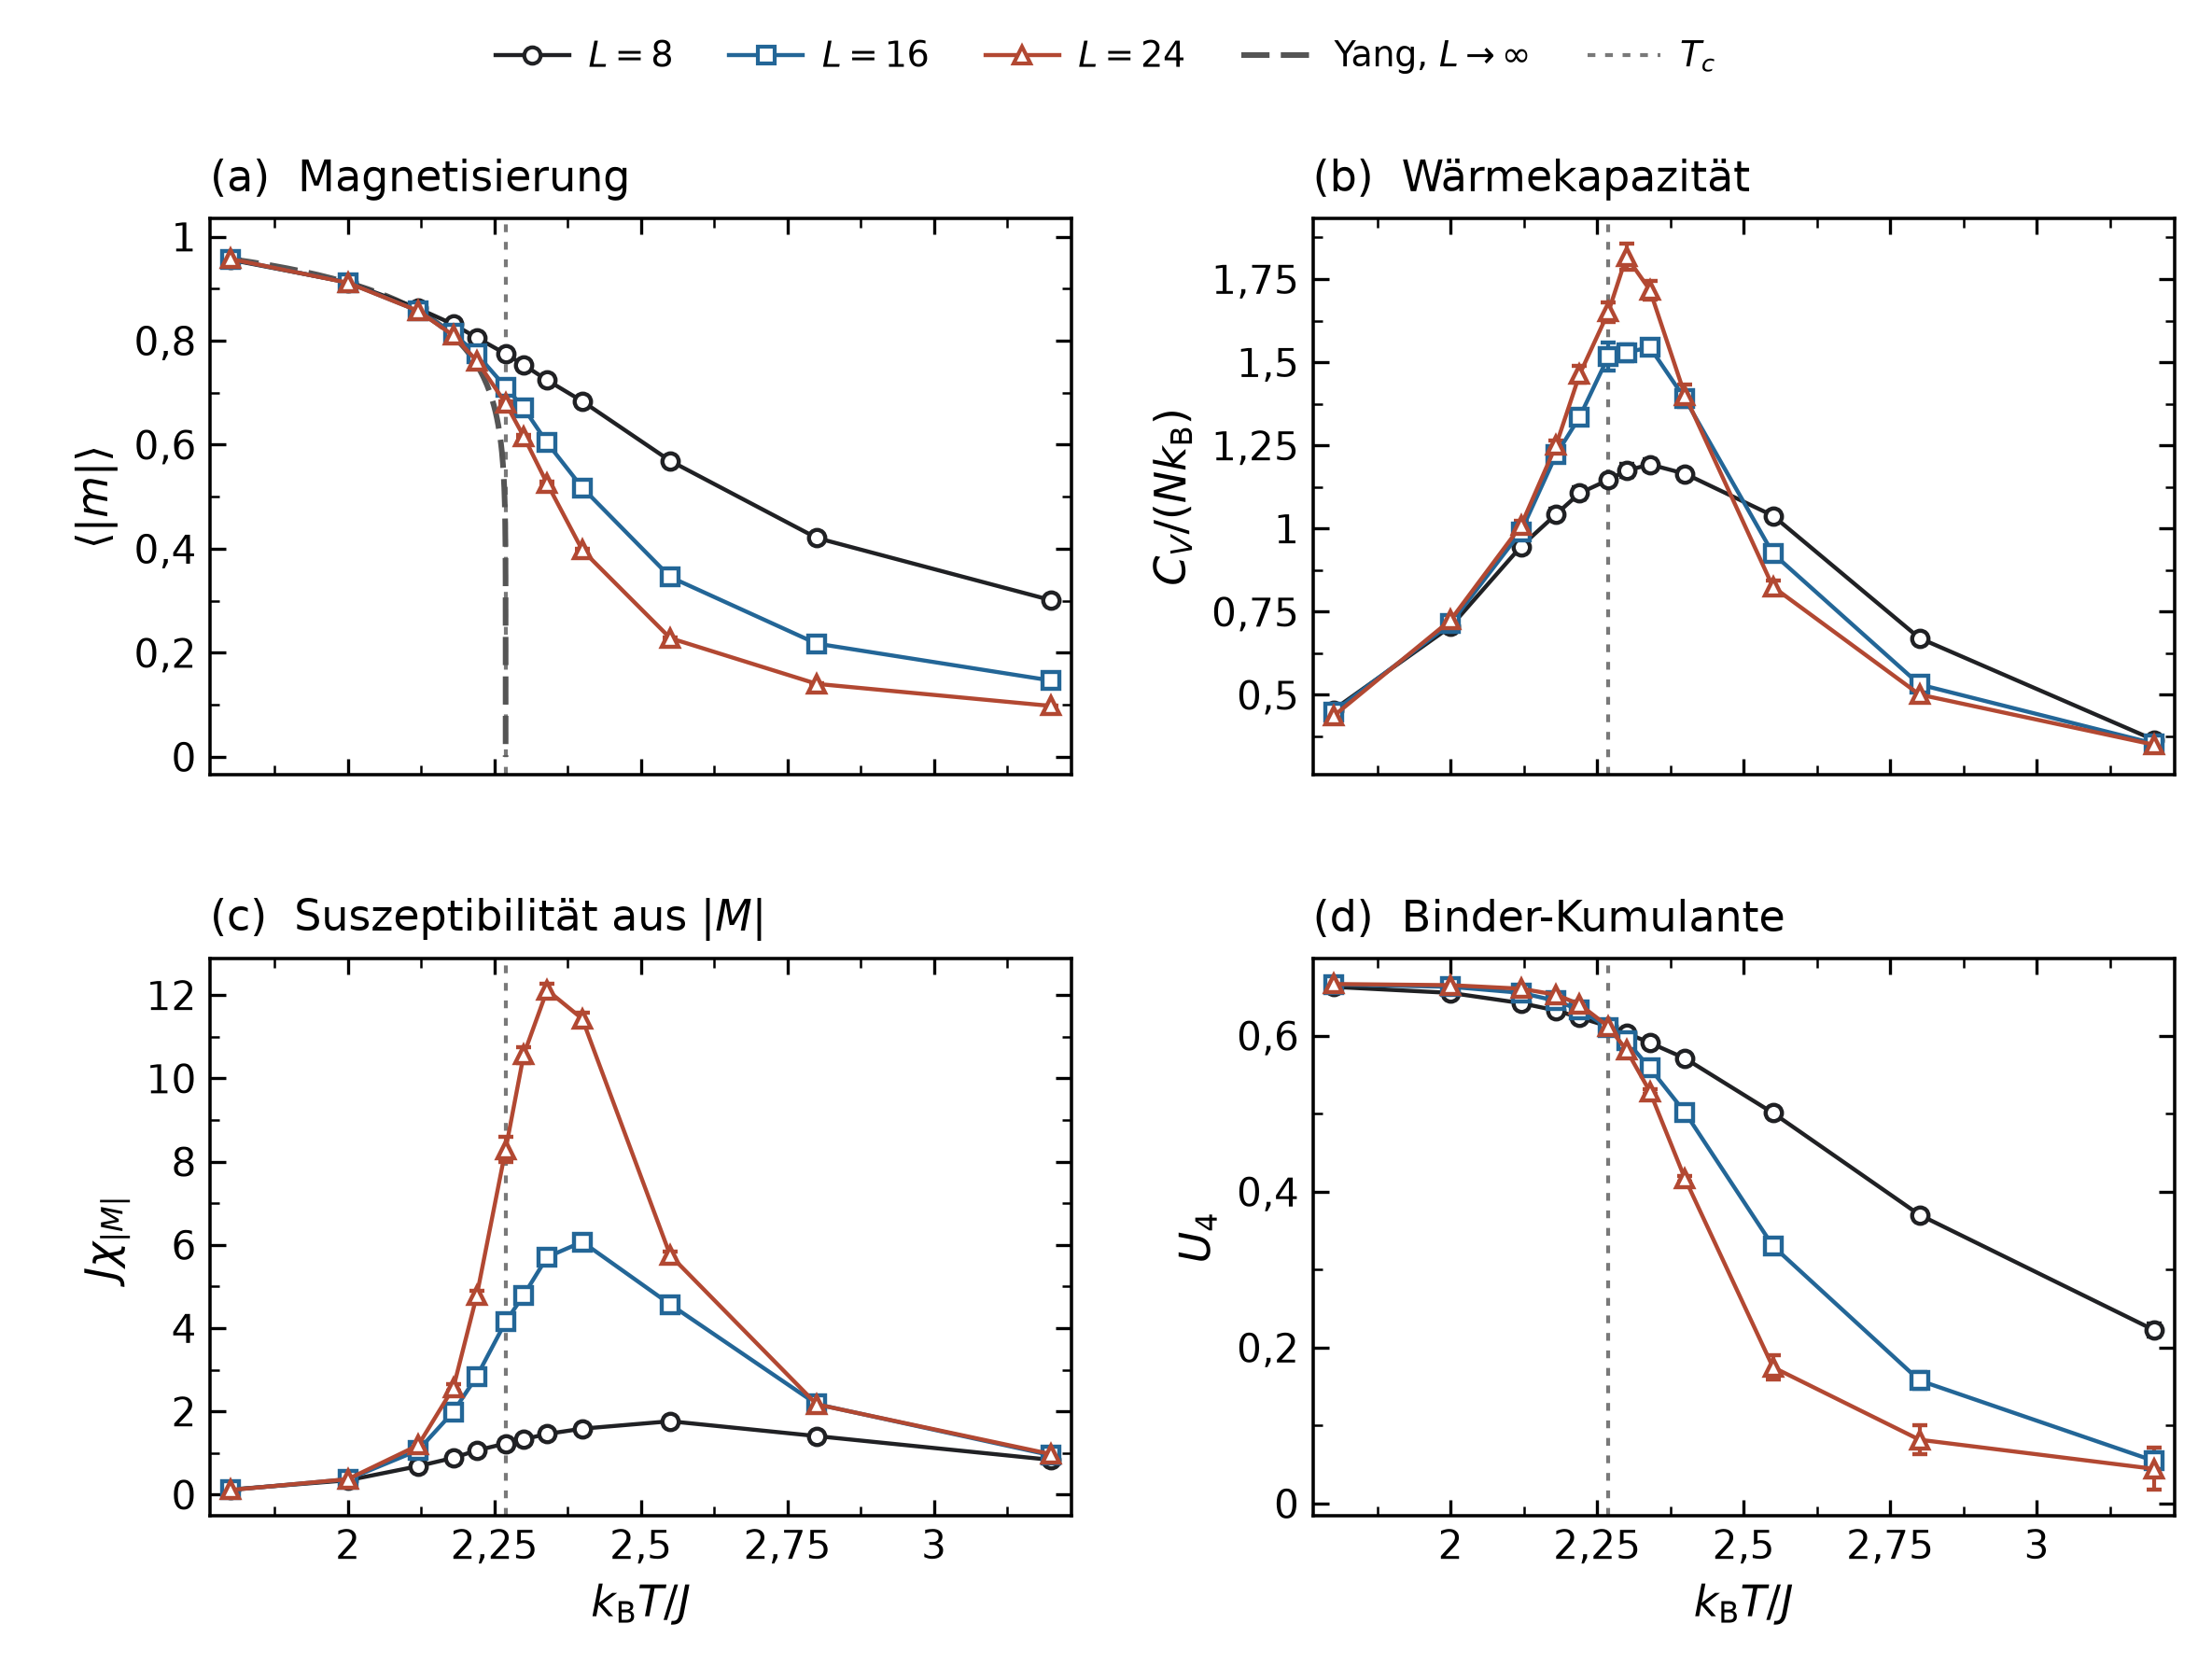 L = 8 L = 16 L = 24 Yang, L → ∞ T_c
(a) Magnetisierung
1
0,8
0,6
0,4
0,2
0
⟨|m|⟩
(b) Wärmekapazität
1,75
1,5
1,25
1
0,75
0,5
C_V/(Nk_B)
(c) Suszeptibilität aus |M|
12
10
8
6
4
2
0
Jχ_|M|
2 2,25 2,5 2,75 3
k_BT/J
(d) Binder-Kumulante
0,6
0,4
0,2
0
U_4
2 2,25 2,5 2,75 3
k_BT/J